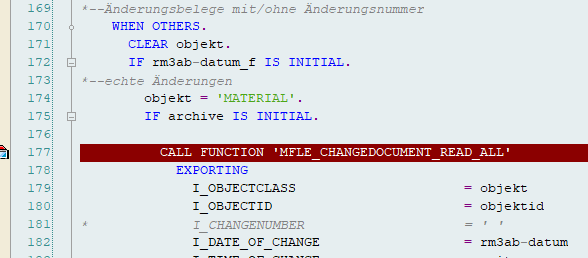 169 *--Änderungsbelege mit/ohne Änderungsnummer
170 WHEN OTHERS.
171 CLEAR objekt.
172 IF rm3ab-datum_f IS INITIAL.
173 *--echte Änderungen
174 objekt = 'MATERIAL'.
175 IF archive IS INITIAL.
176
177 CALL FUNCTION 'MFLE_CHANGEDOCUMENT_READ_ALL'
178 EXPORTING
179 I_OBJECTCLASS = objekt
180 I_OBJECTID = objektid
181 * I_CHANGENUMBER = ' '
182 I_DATE_OF_CHANGE = rm3ab-datum